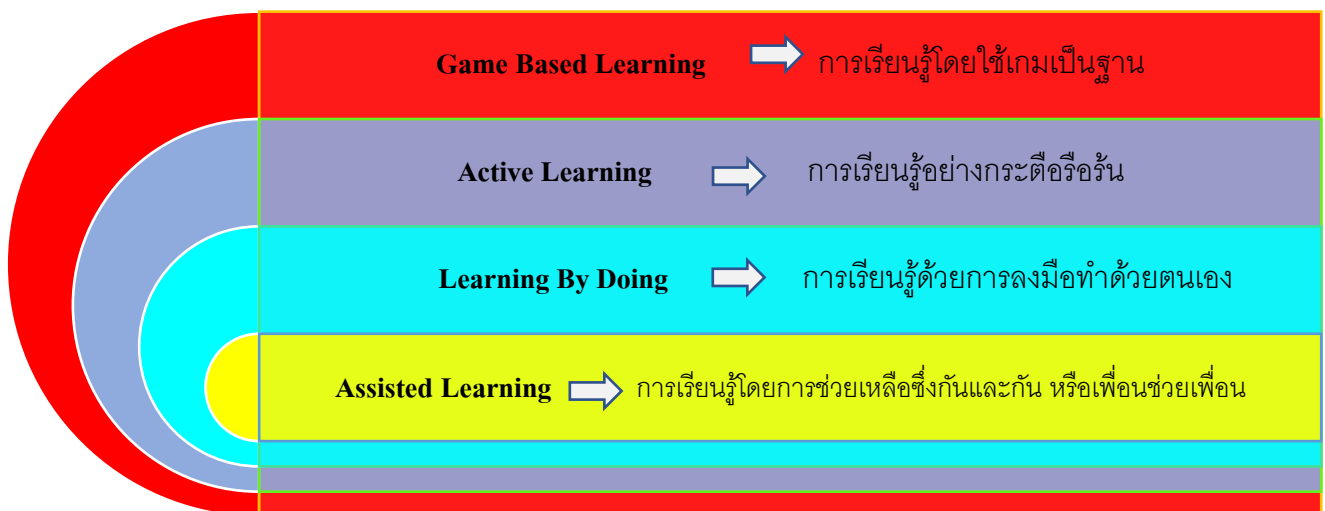 Game Based Learning การเรียนรู้โดยใช้เกมเป็นฐาน
Active Learning การเรียนรู้อย่างกระตือรือร้น
Learning By Doing การเรียนรู้ด้วยการลงมือทำด้วยตนเอง
Assisted Learning การเรียนรู้โดยการช่วยเหลือซึ่งกันและกัน หรือเพื่อนช่วยเพื่อน